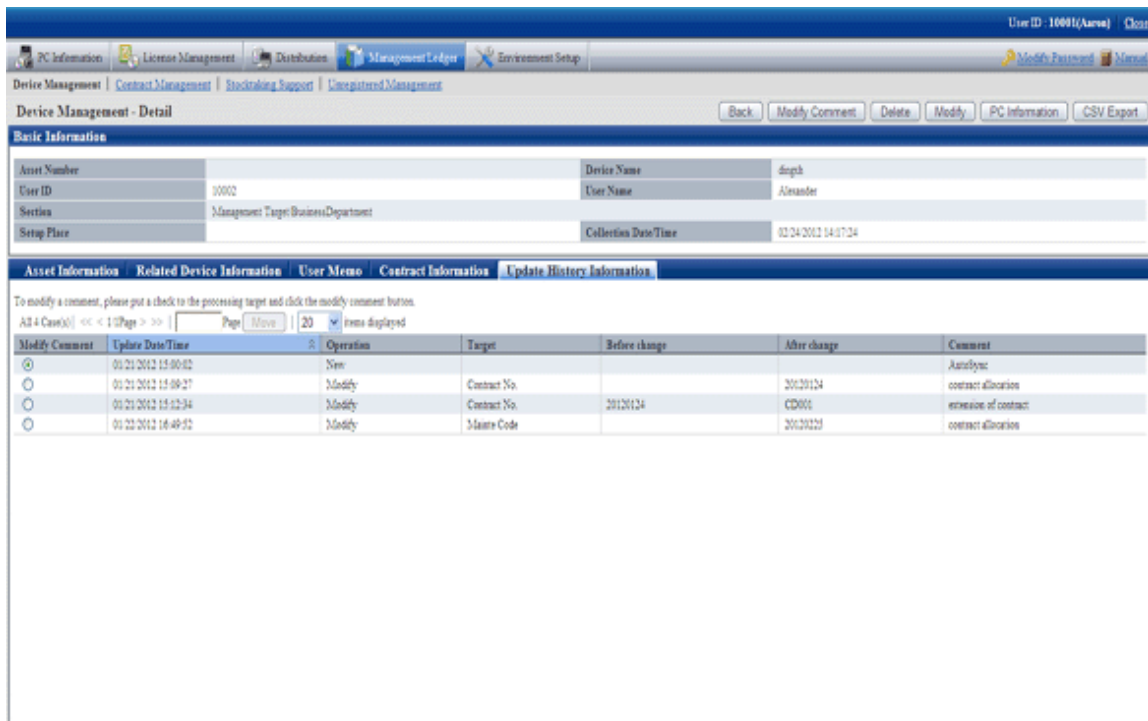 User ID : 10001(Aaron) Close
PC Information License Management Distribution Management Ledger Environment Setup Modify Password Manual
Device Management | Contract Management | Stocktaking Support | Unregistered Management
Device Management - Detail Back Modify Comment Delete Modify PC Information CSV Export
Basic Information
Asset Number Device Name
User ID 10002 User Name Alexander
Section Management Target BusinessDepartment
Setup Place Collection Date/Time 02/24/2012 14:17:24
Asset Information Related Device Information User Memo Contract Information Update History Information
To modify a comment, please put a check to the processing target and click the modify comment button.
All 4 Case(s)| << < 1/1Page > >> | Page Move | 20 items displayed
Modify Comment Update Date/Time Operation Target Before change After change Comment
01/21/2012 15:00:02 New AutoSync
01/21/2012 15:09:27 Modify Contract No. 20120124 contract allocation
01/21/2012 15:12:34 Modify Contract No. 20120124 CD001 extension of contract
01/22/2012 16:49:52 Modify Mainte Code 20120225 contract allocation